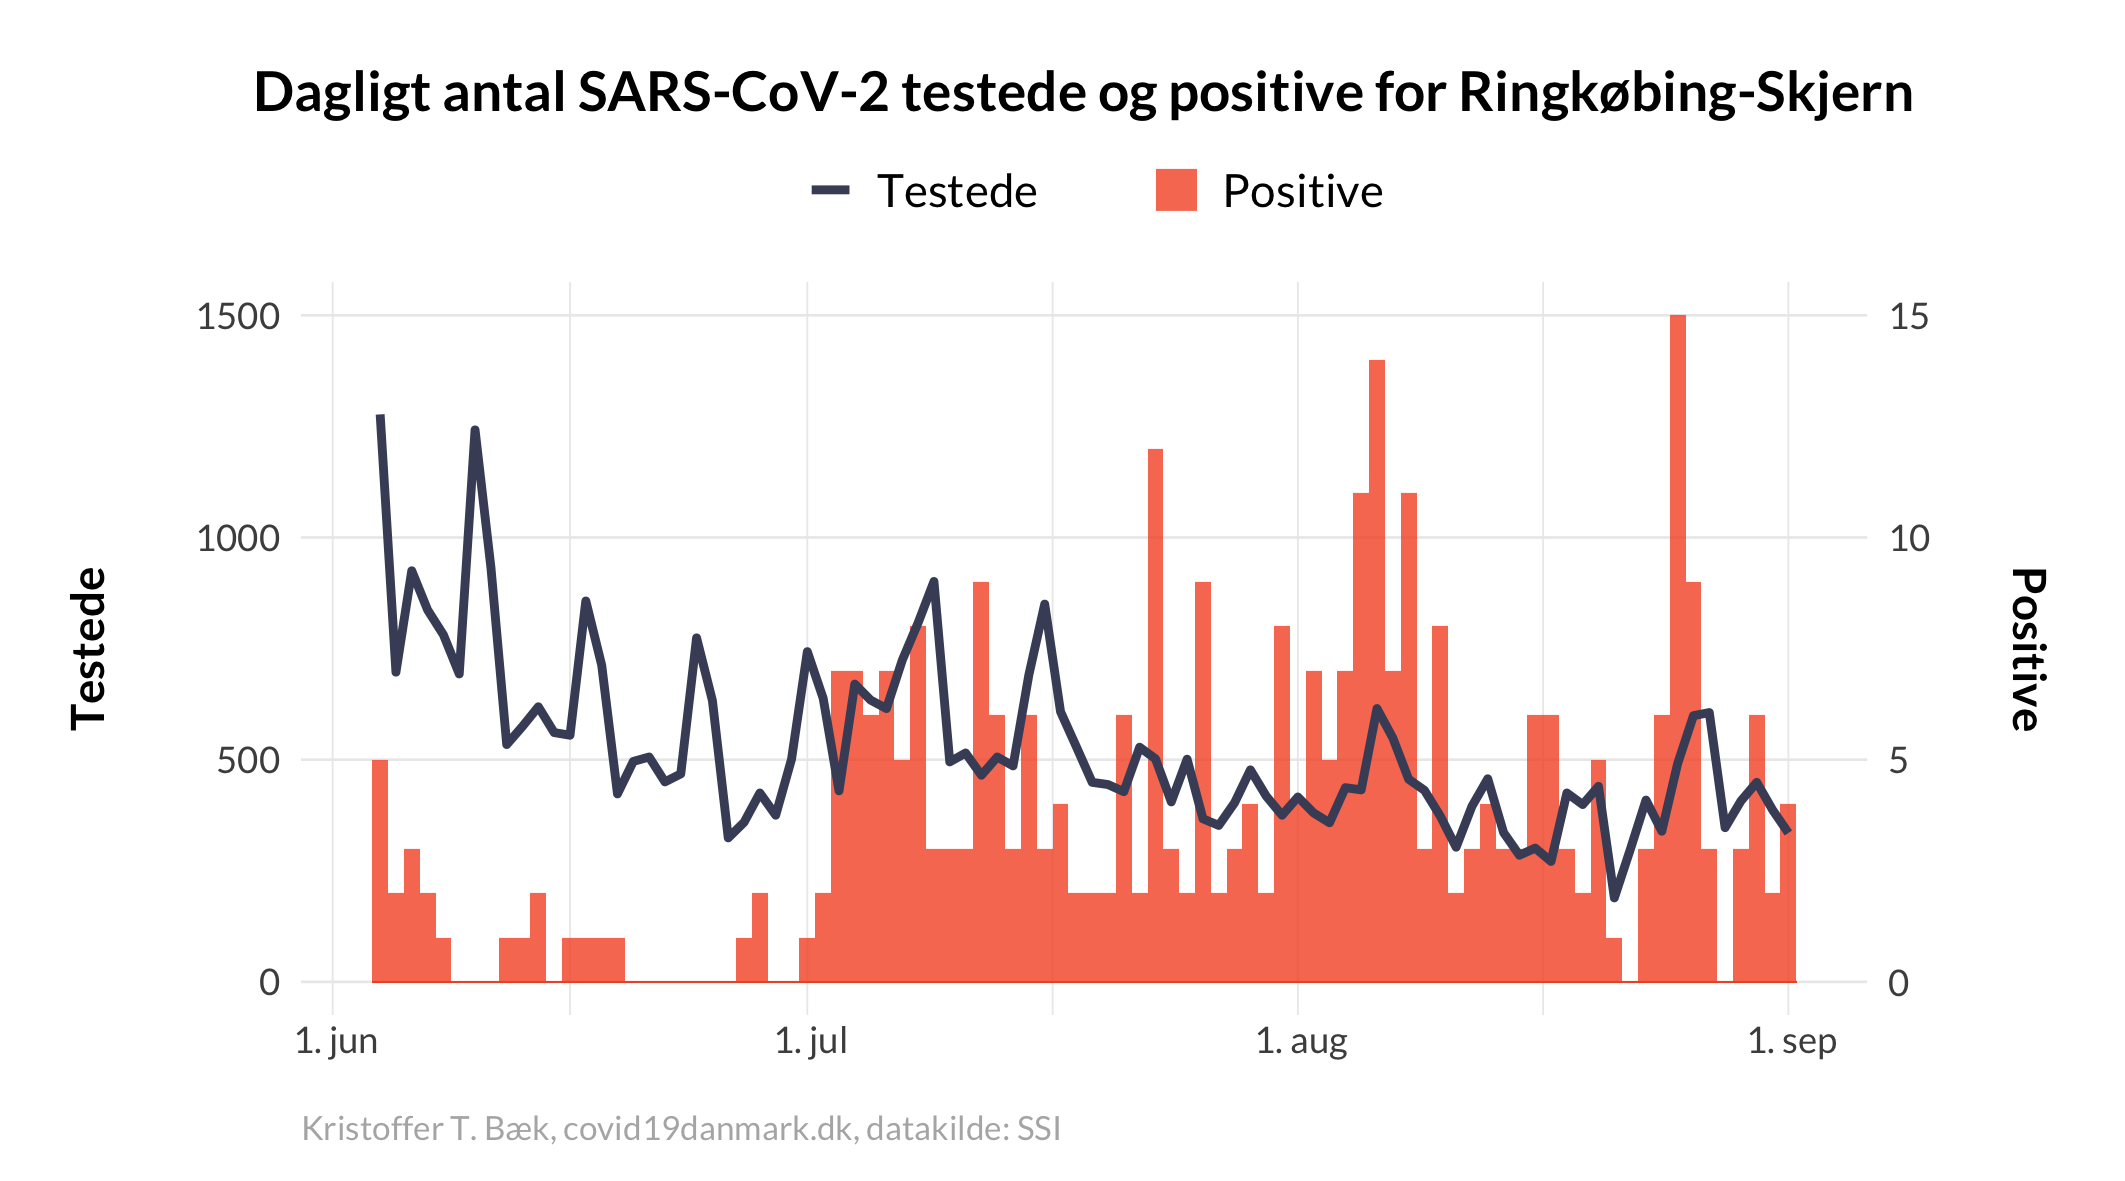 Dagligt antal SARS-CoV-2 testede og positive for Ringkøbing-Skjern
Testede Positive
1500 15
1000 10
Testede
Positive
500 5
0 0
1. jun 1. jul 1. aug 1. sep
Kristoffer T. Bæk, covid19danmark.dk, datakilde: SSI